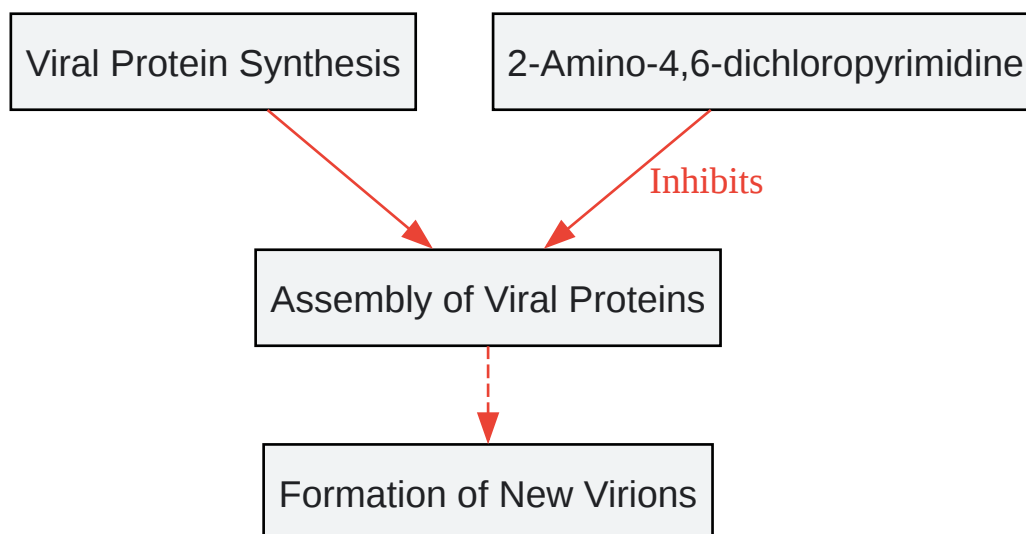 Viral Protein Synthesis
2-Amino-4,6-dichloropyrimidine
Inhibits
Assembly of Viral Proteins
Formation of New Virions